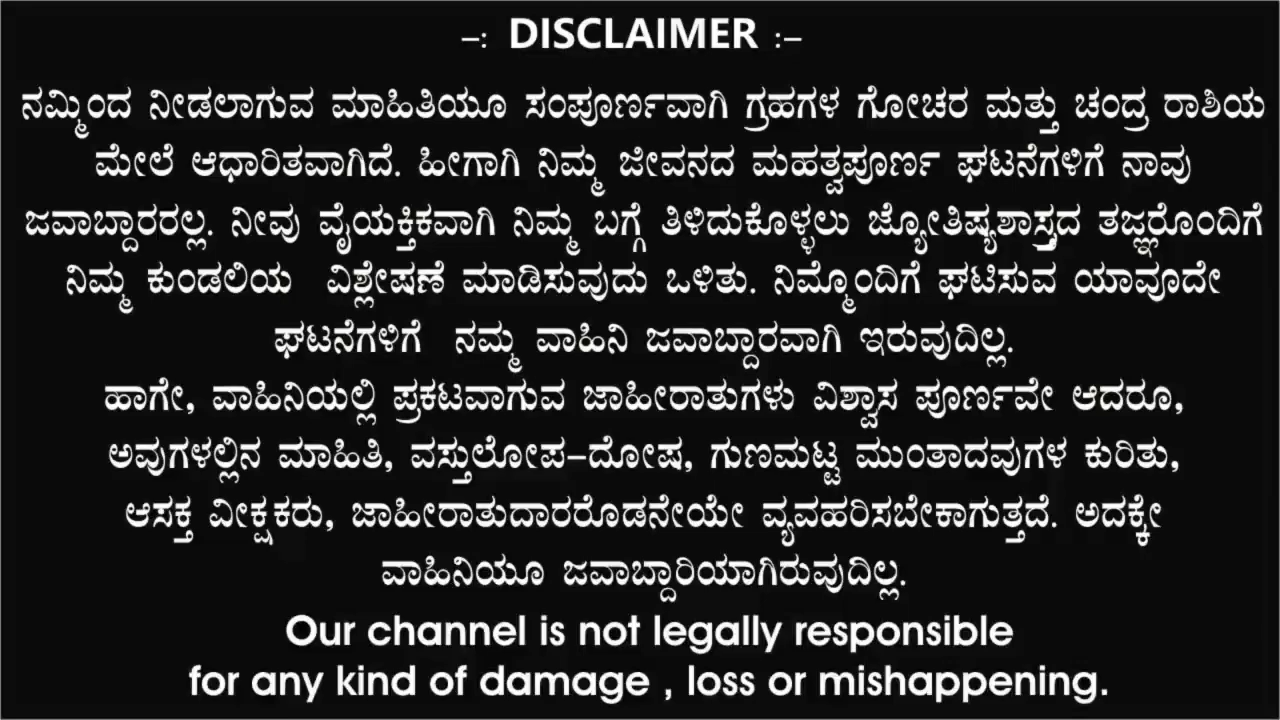 –: DISCLAIMER :–
ನಮ್ಮಿಂದ ನೀಡಲಾಗುವ ಮಾಹಿತಿಯೂ ಸಂಪೂರ್ಣವಾಗಿ ಗ್ರಹಗಳ ಗೋಚರ ಮತ್ತು ಚಂದ್ರ ರಾಶಿಯ
ಮೇಲೆ ಆಧಾರಿತವಾಗಿದೆ. ಹೀಗಾಗಿ ನಿಮ್ಮ ಜೀವನದ ಮಹತ್ವಪೂರ್ಣ ಘಟನೆಗಳಿಗೆ ನಾವು
ಜವಾಬ್ದಾರರಲ್ಲ. ನೀವು ವೈಯಕ್ತಿಕವಾಗಿ ನಿಮ್ಮ ಬಗ್ಗೆ ತಿಳಿದುಕೊಳ್ಳಲು ಜ್ಯೋತಿಷ್ಯಶಾಸ್ತ್ರದ ತಜ್ಞರೊಂದಿಗೆ
ನಿಮ್ಮ ಕುಂಡಲಿಯ ವಿಶ್ಲೇಷಣೆ ಮಾಡಿಸುವುದು ಒಳಿತು. ನಿಮ್ಮೊಂದಿಗೆ ಘಟಿಸುವ ಯಾವೂದೇ
ಘಟನೆಗಳಿಗೆ ನಮ್ಮ ವಾಹಿನಿ ಜವಾಬ್ದಾರವಾಗಿ ಇರುವುದಿಲ್ಲ.
ಹಾಗೇ, ವಾಹಿನಿಯಲ್ಲಿ ಪ್ರಕಟವಾಗುವ ಜಾಹೀರಾತುಗಳು ವಿಶ್ವಾಸ ಪೂರ್ಣವೇ ಆದರೂ,
ಅವುಗಳಲ್ಲಿನ ಮಾಹಿತಿ, ವಸ್ತುಲೋಪ–ದೋಷ, ಗುಣಮಟ್ಟ ಮುಂತಾದವುಗಳ ಕುರಿತು,
ಆಸಕ್ತ ವೀಕ್ಷಕರು, ಜಾಹೀರಾತುದಾರರೊಡನೇಯೇ ವ್ಯವಹರಿಸಬೇಕಾಗುತ್ತದೆ. ಅದಕ್ಕೇ
ವಾಹಿನಿಯೂ ಜವಾಬ್ದಾರಿಯಾಗಿರುವುದಿಲ್ಲ.
Our channel is not legally responsible
for any kind of damage , loss or mishappening.